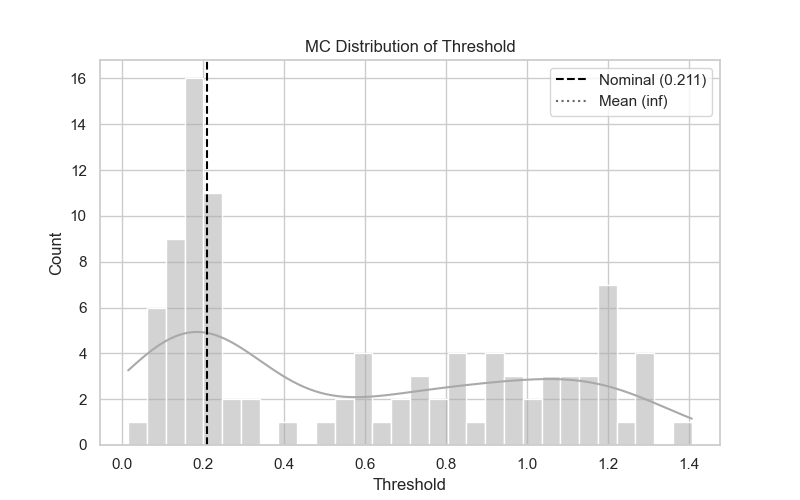 MC Distribution of Threshold
Nominal (0.211)
Mean (inf)
Count
16
14
12
10
8
6
4
2
0
0.0 0.2 0.4 0.6 0.8 1.0 1.2 1.4
Threshold